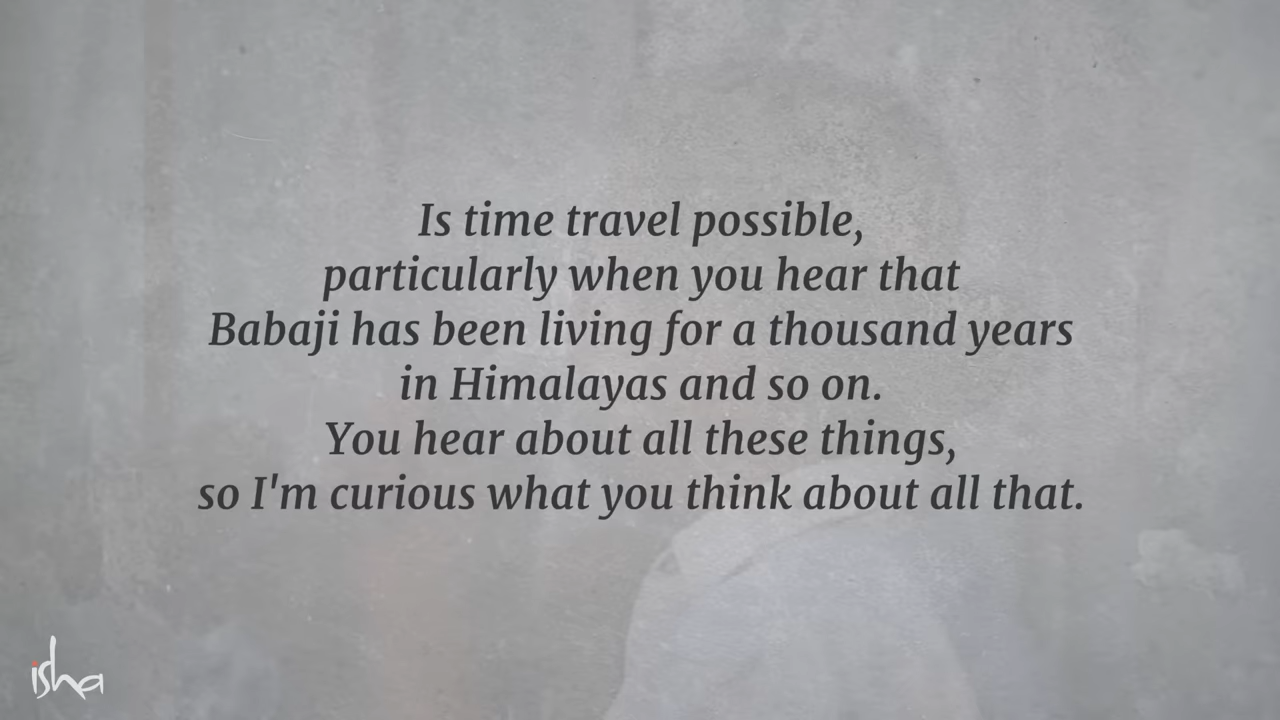 Is time travel possible,
particularly when you hear that
Babaji has been living for a thousand years
in Himalayas and so on.
You hear about all these things,
so I'm curious what you think about all that.
isha